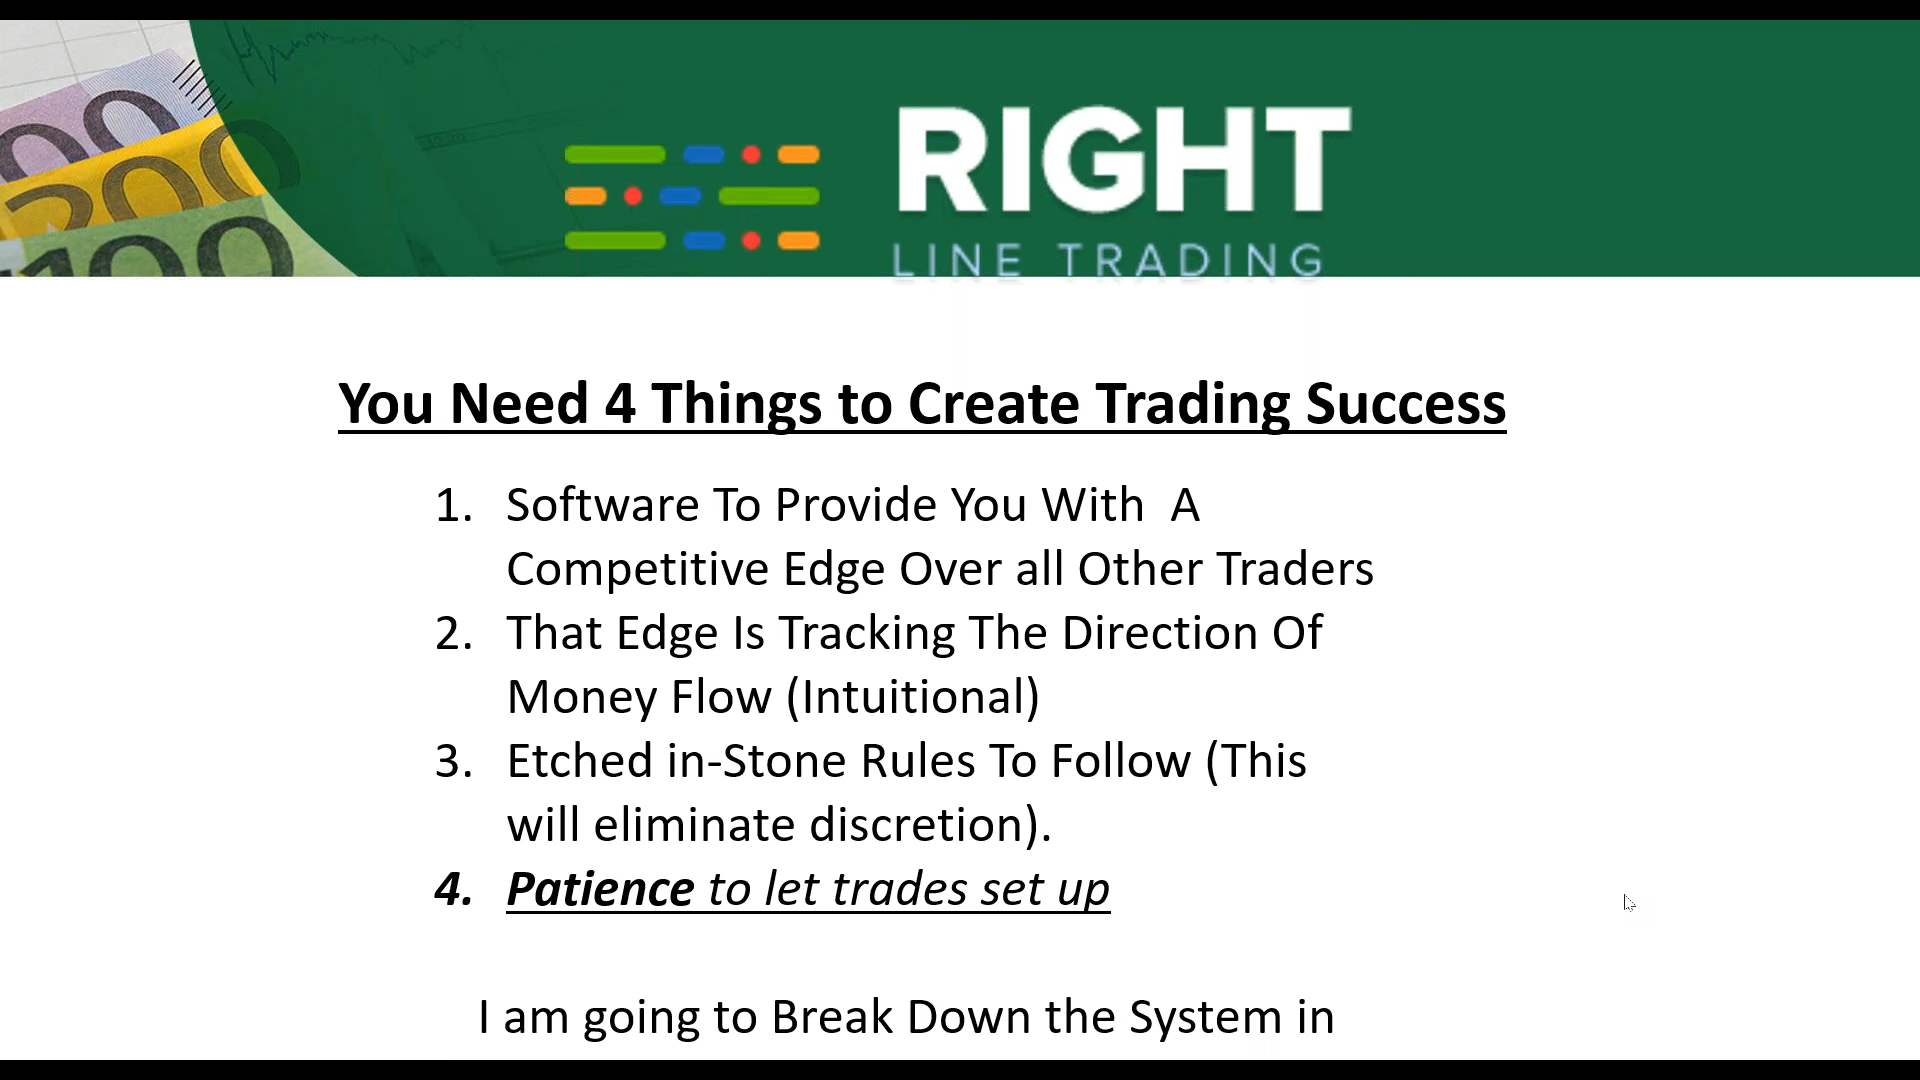 RIGHT
LINE TRADING
200
100
You Need 4 Things to Create Trading Success
1. Software To Provide You With  A
Competitive Edge Over all Other Traders
2. That Edge Is Tracking The Direction Of
Money Flow (Intuitional)
3. Etched in-Stone Rules To Follow (This
will eliminate discretion).
4. Patience to let trades set up
I am going to Break Down the System in